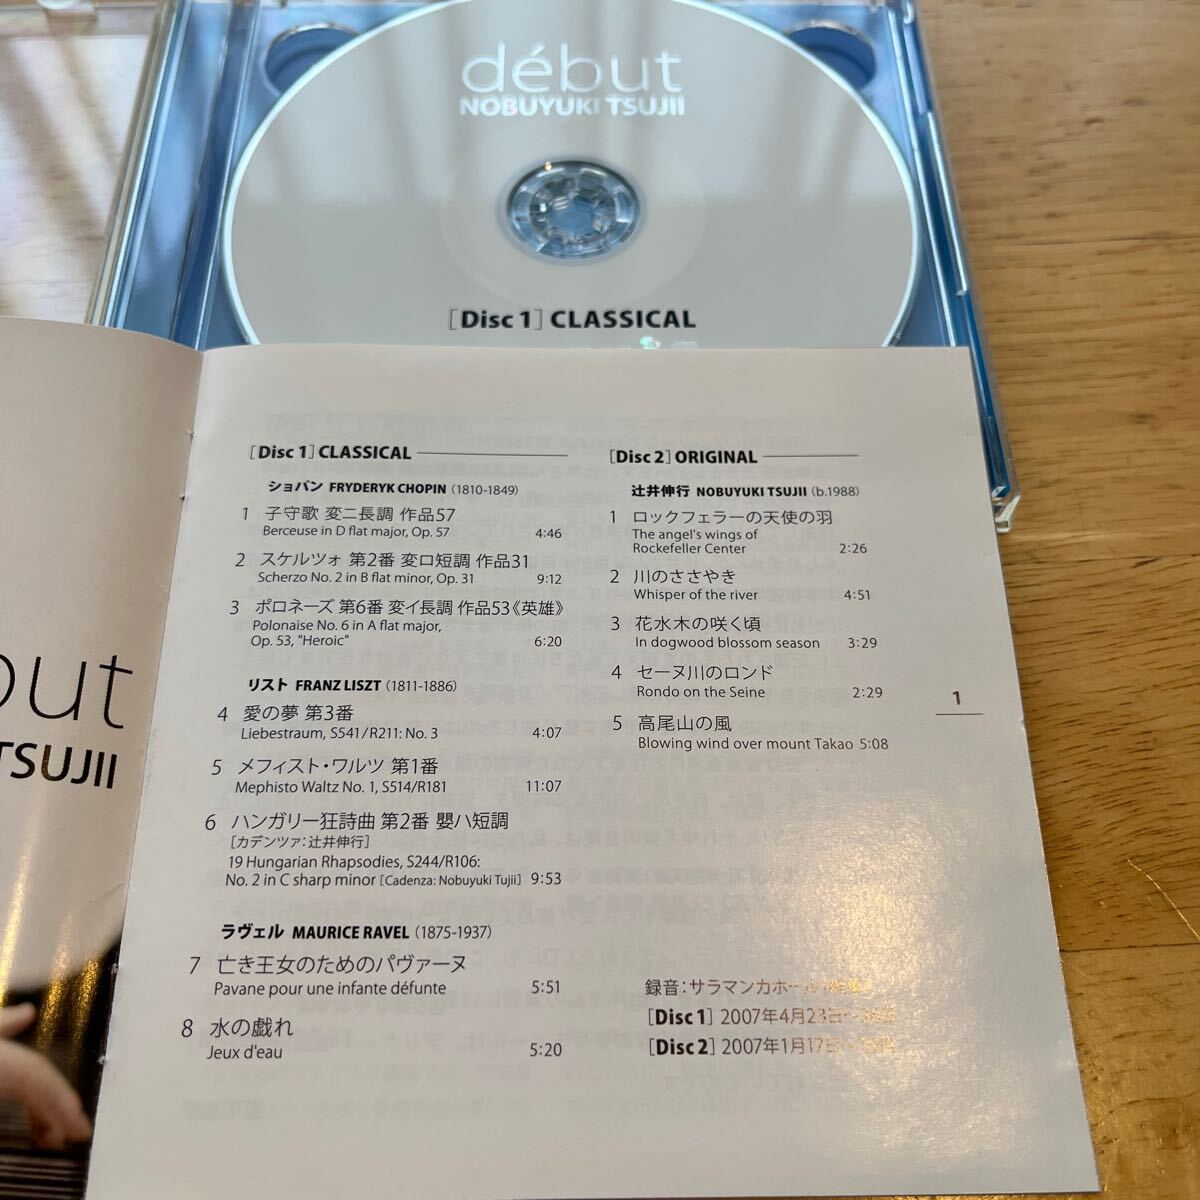 début
NOBUYUKI TSUJII
[Disc 1] CLASSICAL
out
TSUJII
[Disc 1] CLASSICAL
ショパン FRYDERYK CHOPIN (1810-1849)
1 子守歌 変ニ長調 作品57
Berceuse in D flat major, Op. 57 4:46
2 スケルツォ 第2番 変ロ短調 作品31
Scherzo No. 2 in B flat minor, Op. 31 9:12
3 ポロネーズ 第6番 変イ長調 作品53《英雄》
Polonaise No. 6 in A flat major,
Op. 53, "Heroic" 6:20
リスト FRANZ LISZT (1811-1886)
4 愛の夢 第3番
Liebestraum, S541/R211: No. 3 4:07
5 メフィスト・ワルツ 第1番
Mephisto Waltz No. 1, S514/R181 11:07
6 ハンガリー狂詩曲 第2番 嬰ハ短調
[カデンツァ:辻井伸行]
19 Hungarian Rhapsodies, S244/R106:
No. 2 in C sharp minor [Cadenza: Nobuyuki Tujii] 9:53
ラヴェル MAURICE RAVEL (1875-1937)
7 亡き王女のためのパヴァーヌ
Pavane pour une infante défunte 5:51
8 水の戯れ
Jeux d'eau 5:20
[Disc 2] ORIGINAL
辻井伸行 NOBUYUKI TSUJII (b.1988)
1 ロックフェラーの天使の羽
The angel's wings of
Rockefeller Center 2:26
2 川のささやき
Whisper of the river 4:51
3 花水木の咲く頃
In dogwood blossom season 3:29
4 セーヌ川のロンド
Rondo on the Seine 2:29
5 高尾山の風
Blowing wind over mount Takao 5:08
1
録音:サラマンカホール
[Disc 1] 2007年4月23日〜
[Disc 2] 2007年1月17日〜